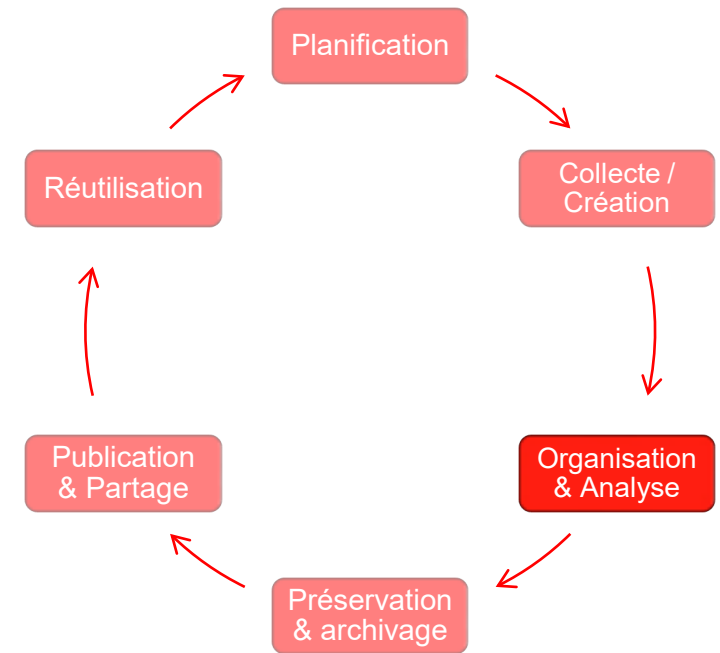 Planification
Collecte /
Création
Organisation
& Analyse
Préservation
& archivage
Publication
& Partage
Réutilisation